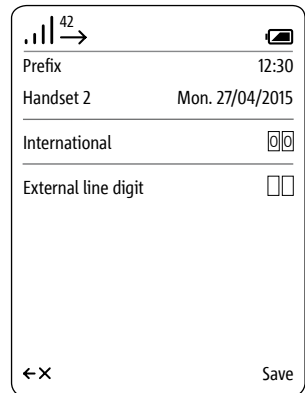 42
Prefix 12:30
Handset 2 Mon. 27/04/2015
International 00
External line digit
Save